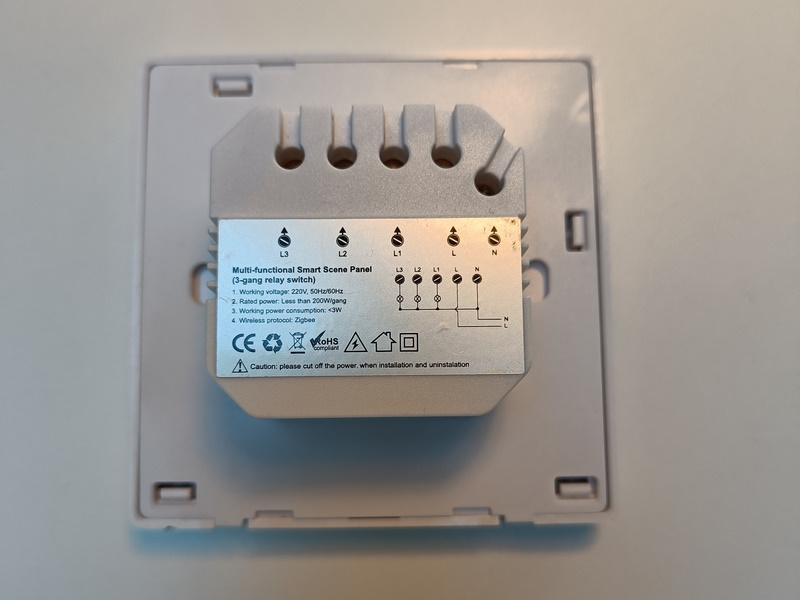 L3 L2 L1 L N
Multi-functional Smart Scene Panel
(3-gang relay switch)
1. Working voltage: 220V, 50Hz/60Hz
2. Rated power: Less than 200W/gang
3. Working power consumption: <3W
4. Wireless protocol: Zigbee
L3 L2 L1 L N
N
L
CE RoHS
compliant
Caution: please cut off the power, when installation and uninstalation